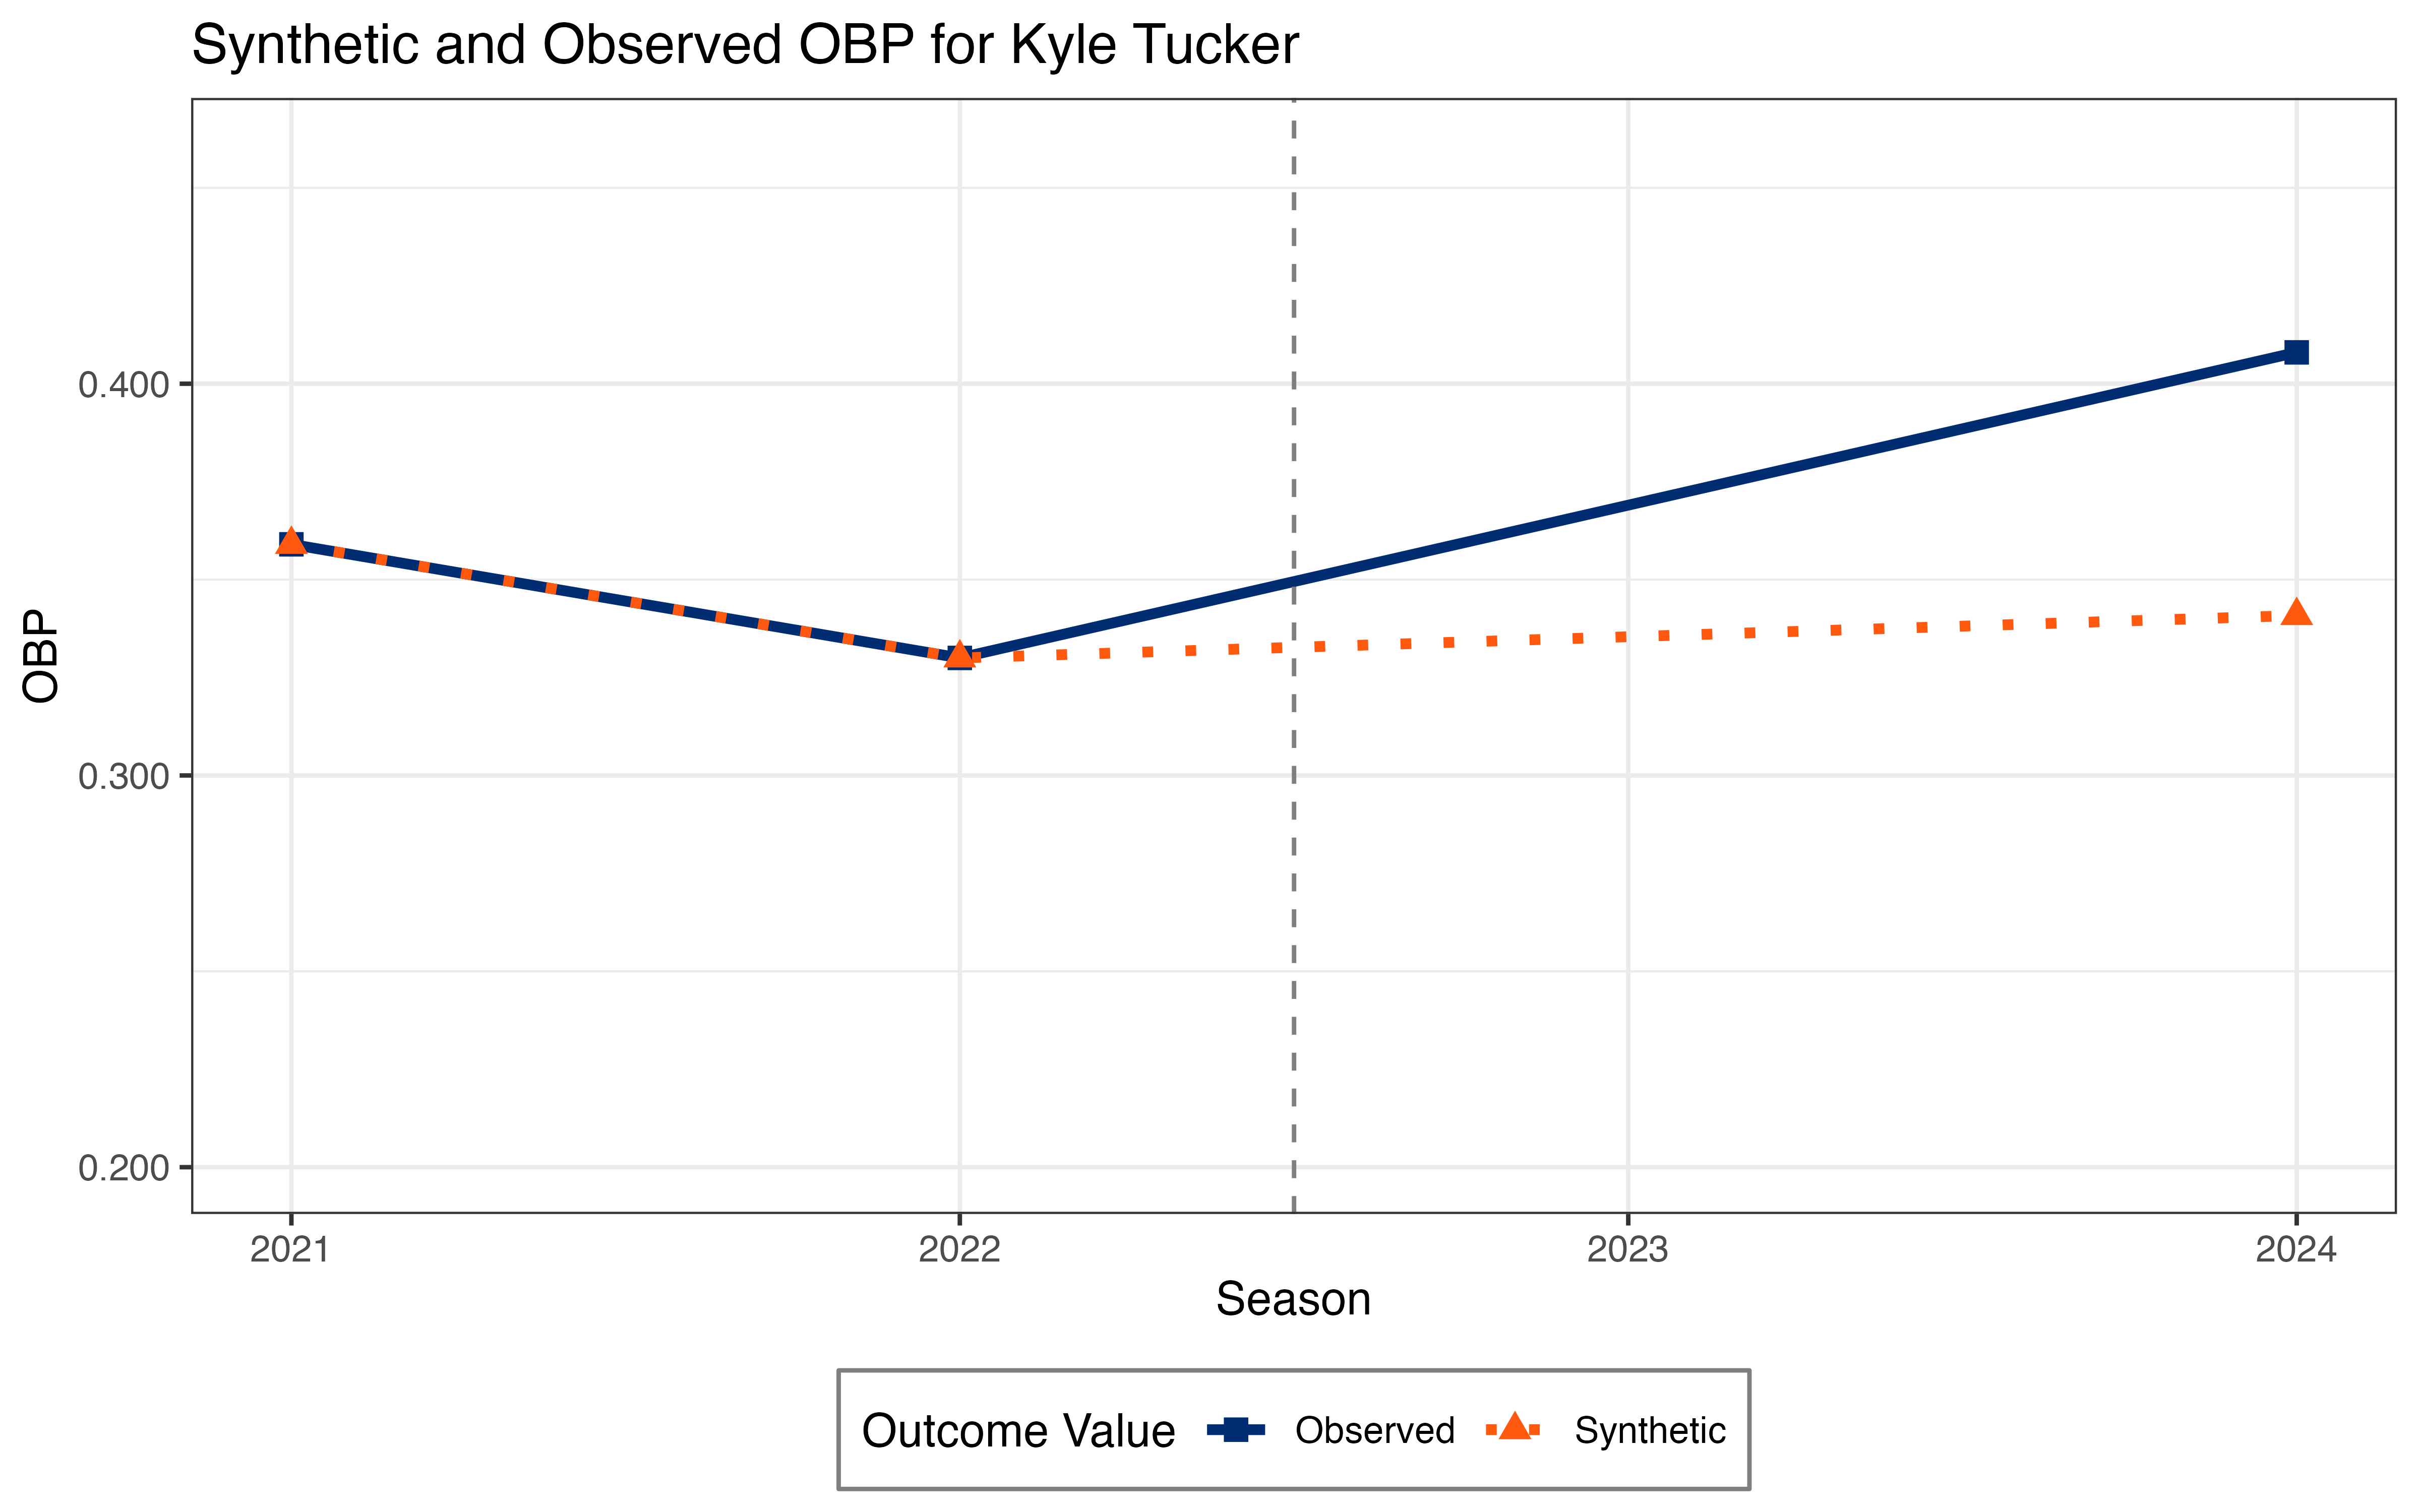 Synthetic and Observed OBP for Kyle Tucker
OBP
0.400
0.300
0.200
2021 2022 2023 2024
Season
Outcome Value Observed Synthetic